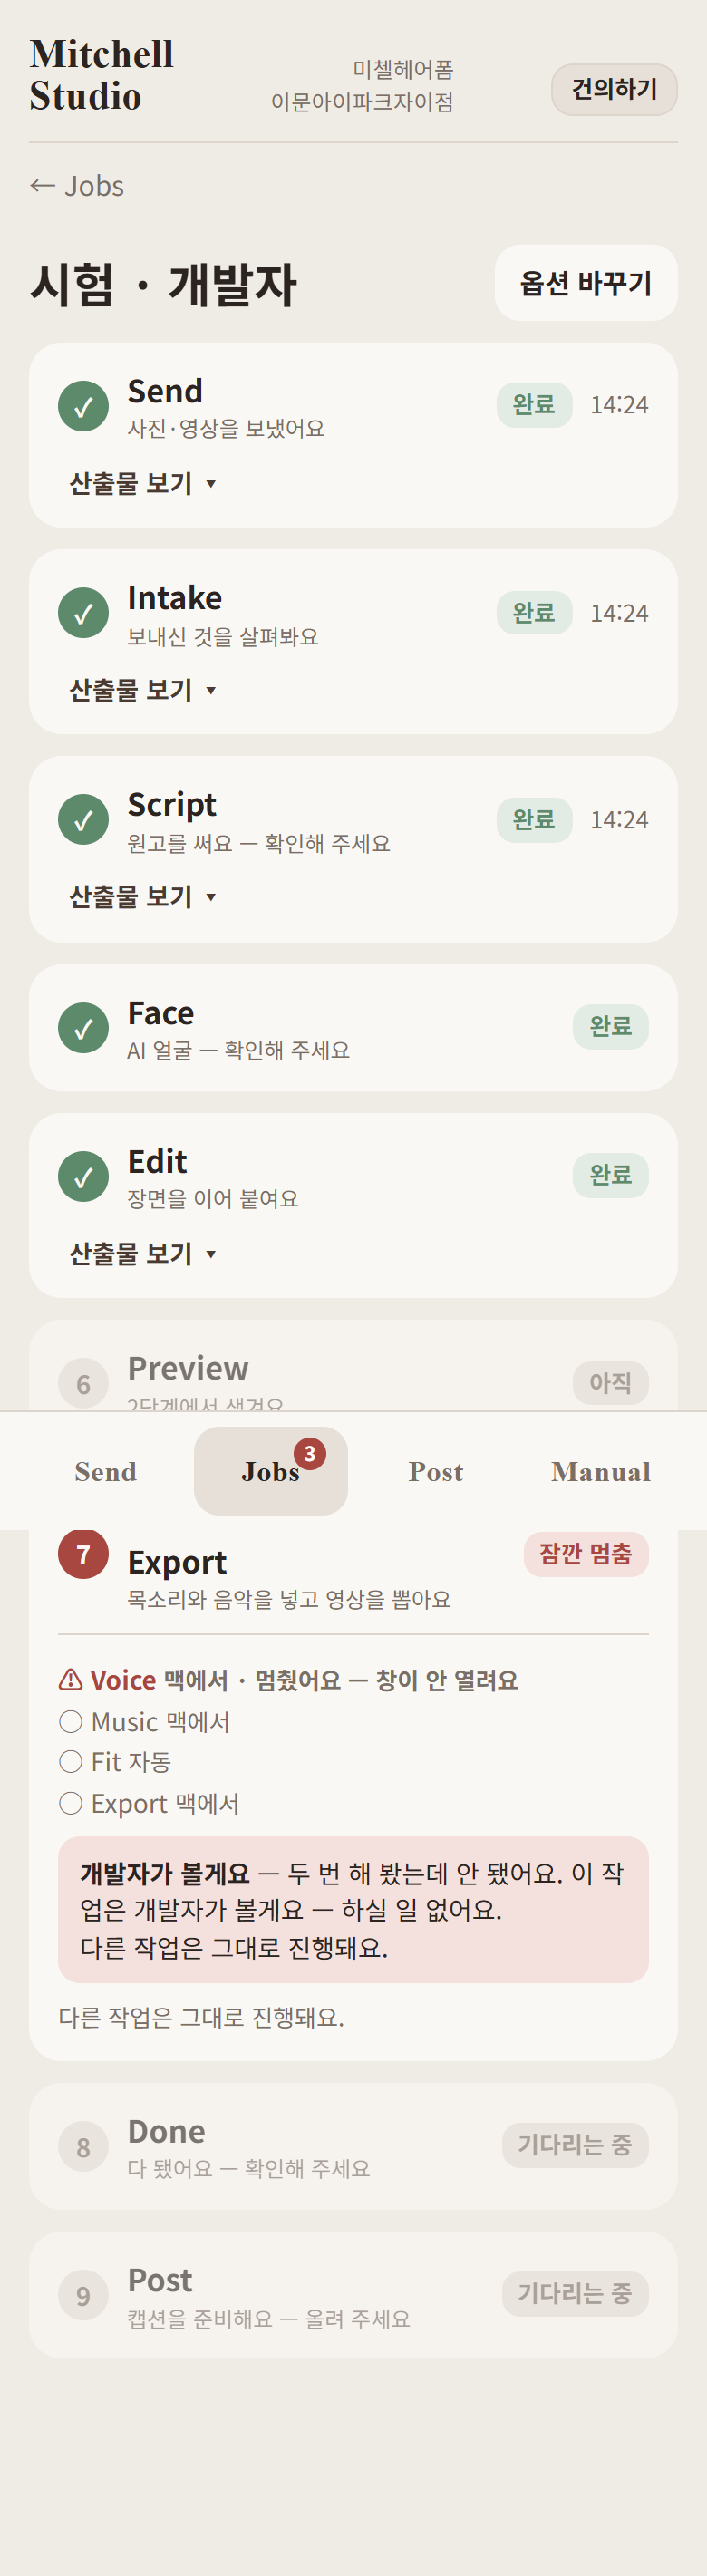 Mitchell
Studio
미첼헤어폼
이문아이파크자이점
건의하기
← Jobs
시험 · 개발자
옵션 바꾸기
✓ Send 완료 14:24
사진·영상을 보냈어요
산출물 보기 ▾
✓ Intake 완료 14:24
보내신 것을 살펴봐요
산출물 보기 ▾
✓ Script 완료 14:24
원고를 써요 — 확인해 주세요
산출물 보기 ▾
✓ Face 완료
AI 얼굴 — 확인해 주세요
✓ Edit 완료
장면을 이어 붙여요
산출물 보기 ▾
6 Preview 아직
2단계에서 생겨요
Send Jobs 3 Post Manual
7 Export 잠깐 멈춤
목소리와 음악을 넣고 영상을 뽑아요
⚠ Voice 맥에서 · 멈췄어요 — 창이 안 열려요
○ Music 맥에서
○ Fit 자동
○ Export 맥에서
개발자가 볼게요 — 두 번 해 봤는데 안 됐어요. 이 작
업은 개발자가 볼게요 — 하실 일 없어요.
다른 작업은 그대로 진행돼요.
다른 작업은 그대로 진행돼요.
8 Done 기다리는 중
다 됐어요 — 확인해 주세요
9 Post 기다리는 중
캡션을 준비해요 — 올려 주세요